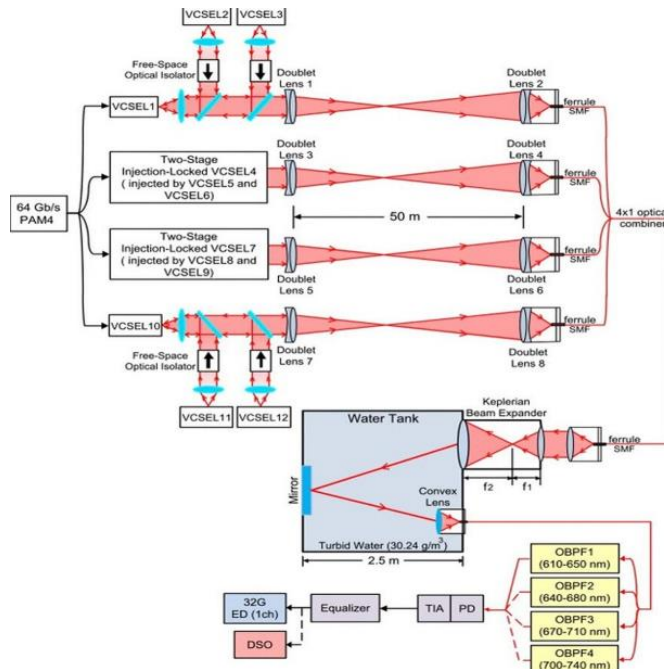 VCSEL2
VCSEL3
Free-Space
Optical Isolator
Doublet
Lens 1
Doublet
Lens 2
ferrule
SMF
VCSEL1
Two-Stage
Injection-Locked VCSEL4
( injected by VCSEL5 and
VCSEL6)
Doublet
Lens 3
Doublet
Lens 4
ferrule
SMF
64 Gb/s
PAM4
50 m
4x1 optical
combiner
Two-Stage
Injection-Locked VCSEL7
( injected by VCSEL8 and
VCSEL9)
Doublet
Lens 5
Doublet
Lens 6
ferrule
SMF
VCSEL10
Free-Space
Optical Isolator
Doublet
Lens 7
Doublet
Lens 8
ferrule
SMF
VCSEL11
VCSEL12
Water Tank
Keplerian
Beam Expander
ferrule
SMF
f2
f1
Mirror
Convex
Lens
Turbid Water (30.24 g/m3)
2.5 m
OBPF1
(610-650 nm)
OBPF2
(640-680 nm)
OBPF3
(670-710 nm)
OBPF4
(700-740 nm)
32G
ED (1ch)
Equalizer
TIA
PD
DSO